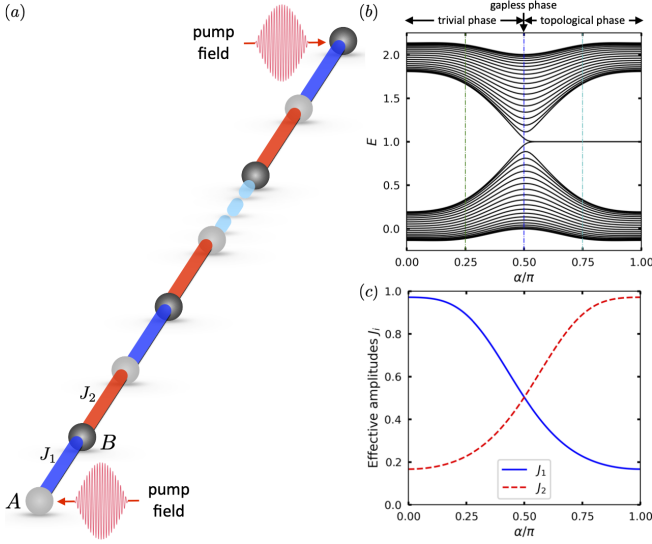 (a)
pump
field
J₂
J₁
B
A
pump
field
(b)
gapless phase
trivial phase
topological phase
2.0
1.5
E
1.0
0.5
0.0
0.00
0.25
0.50
0.75
1.00
α/π
(c)
1.0
0.8
0.6
0.4
0.2
0.0
Effective amplitudes Jᵢ
J₁
J₂
0.00
0.25
0.50
0.75
1.00
α/π